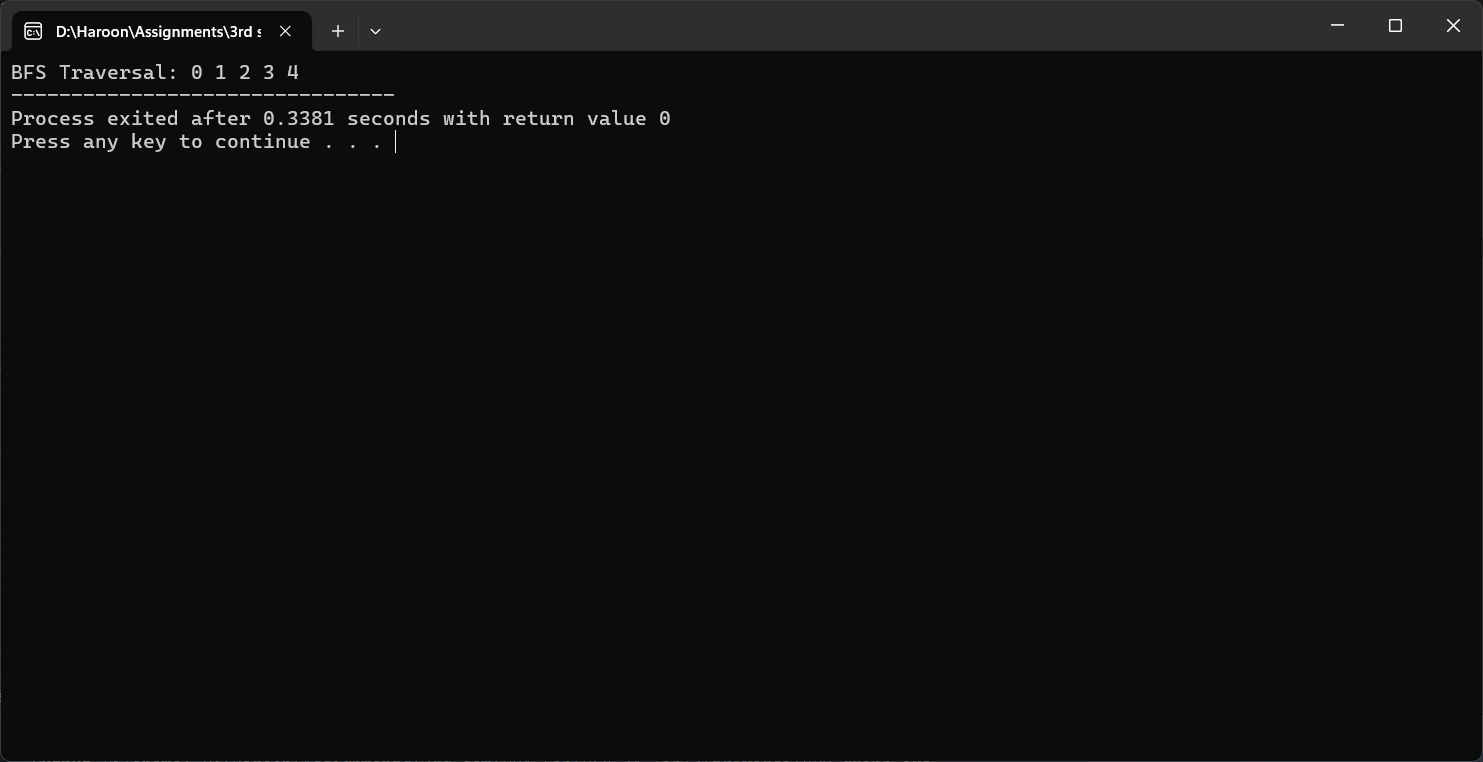 D:\Haroon\Assignments\3rd s
BFS Traversal: 0 1 2 3 4
--------------------------------
Process exited after 0.3381 seconds with return value 0
Press any key to continue . . .